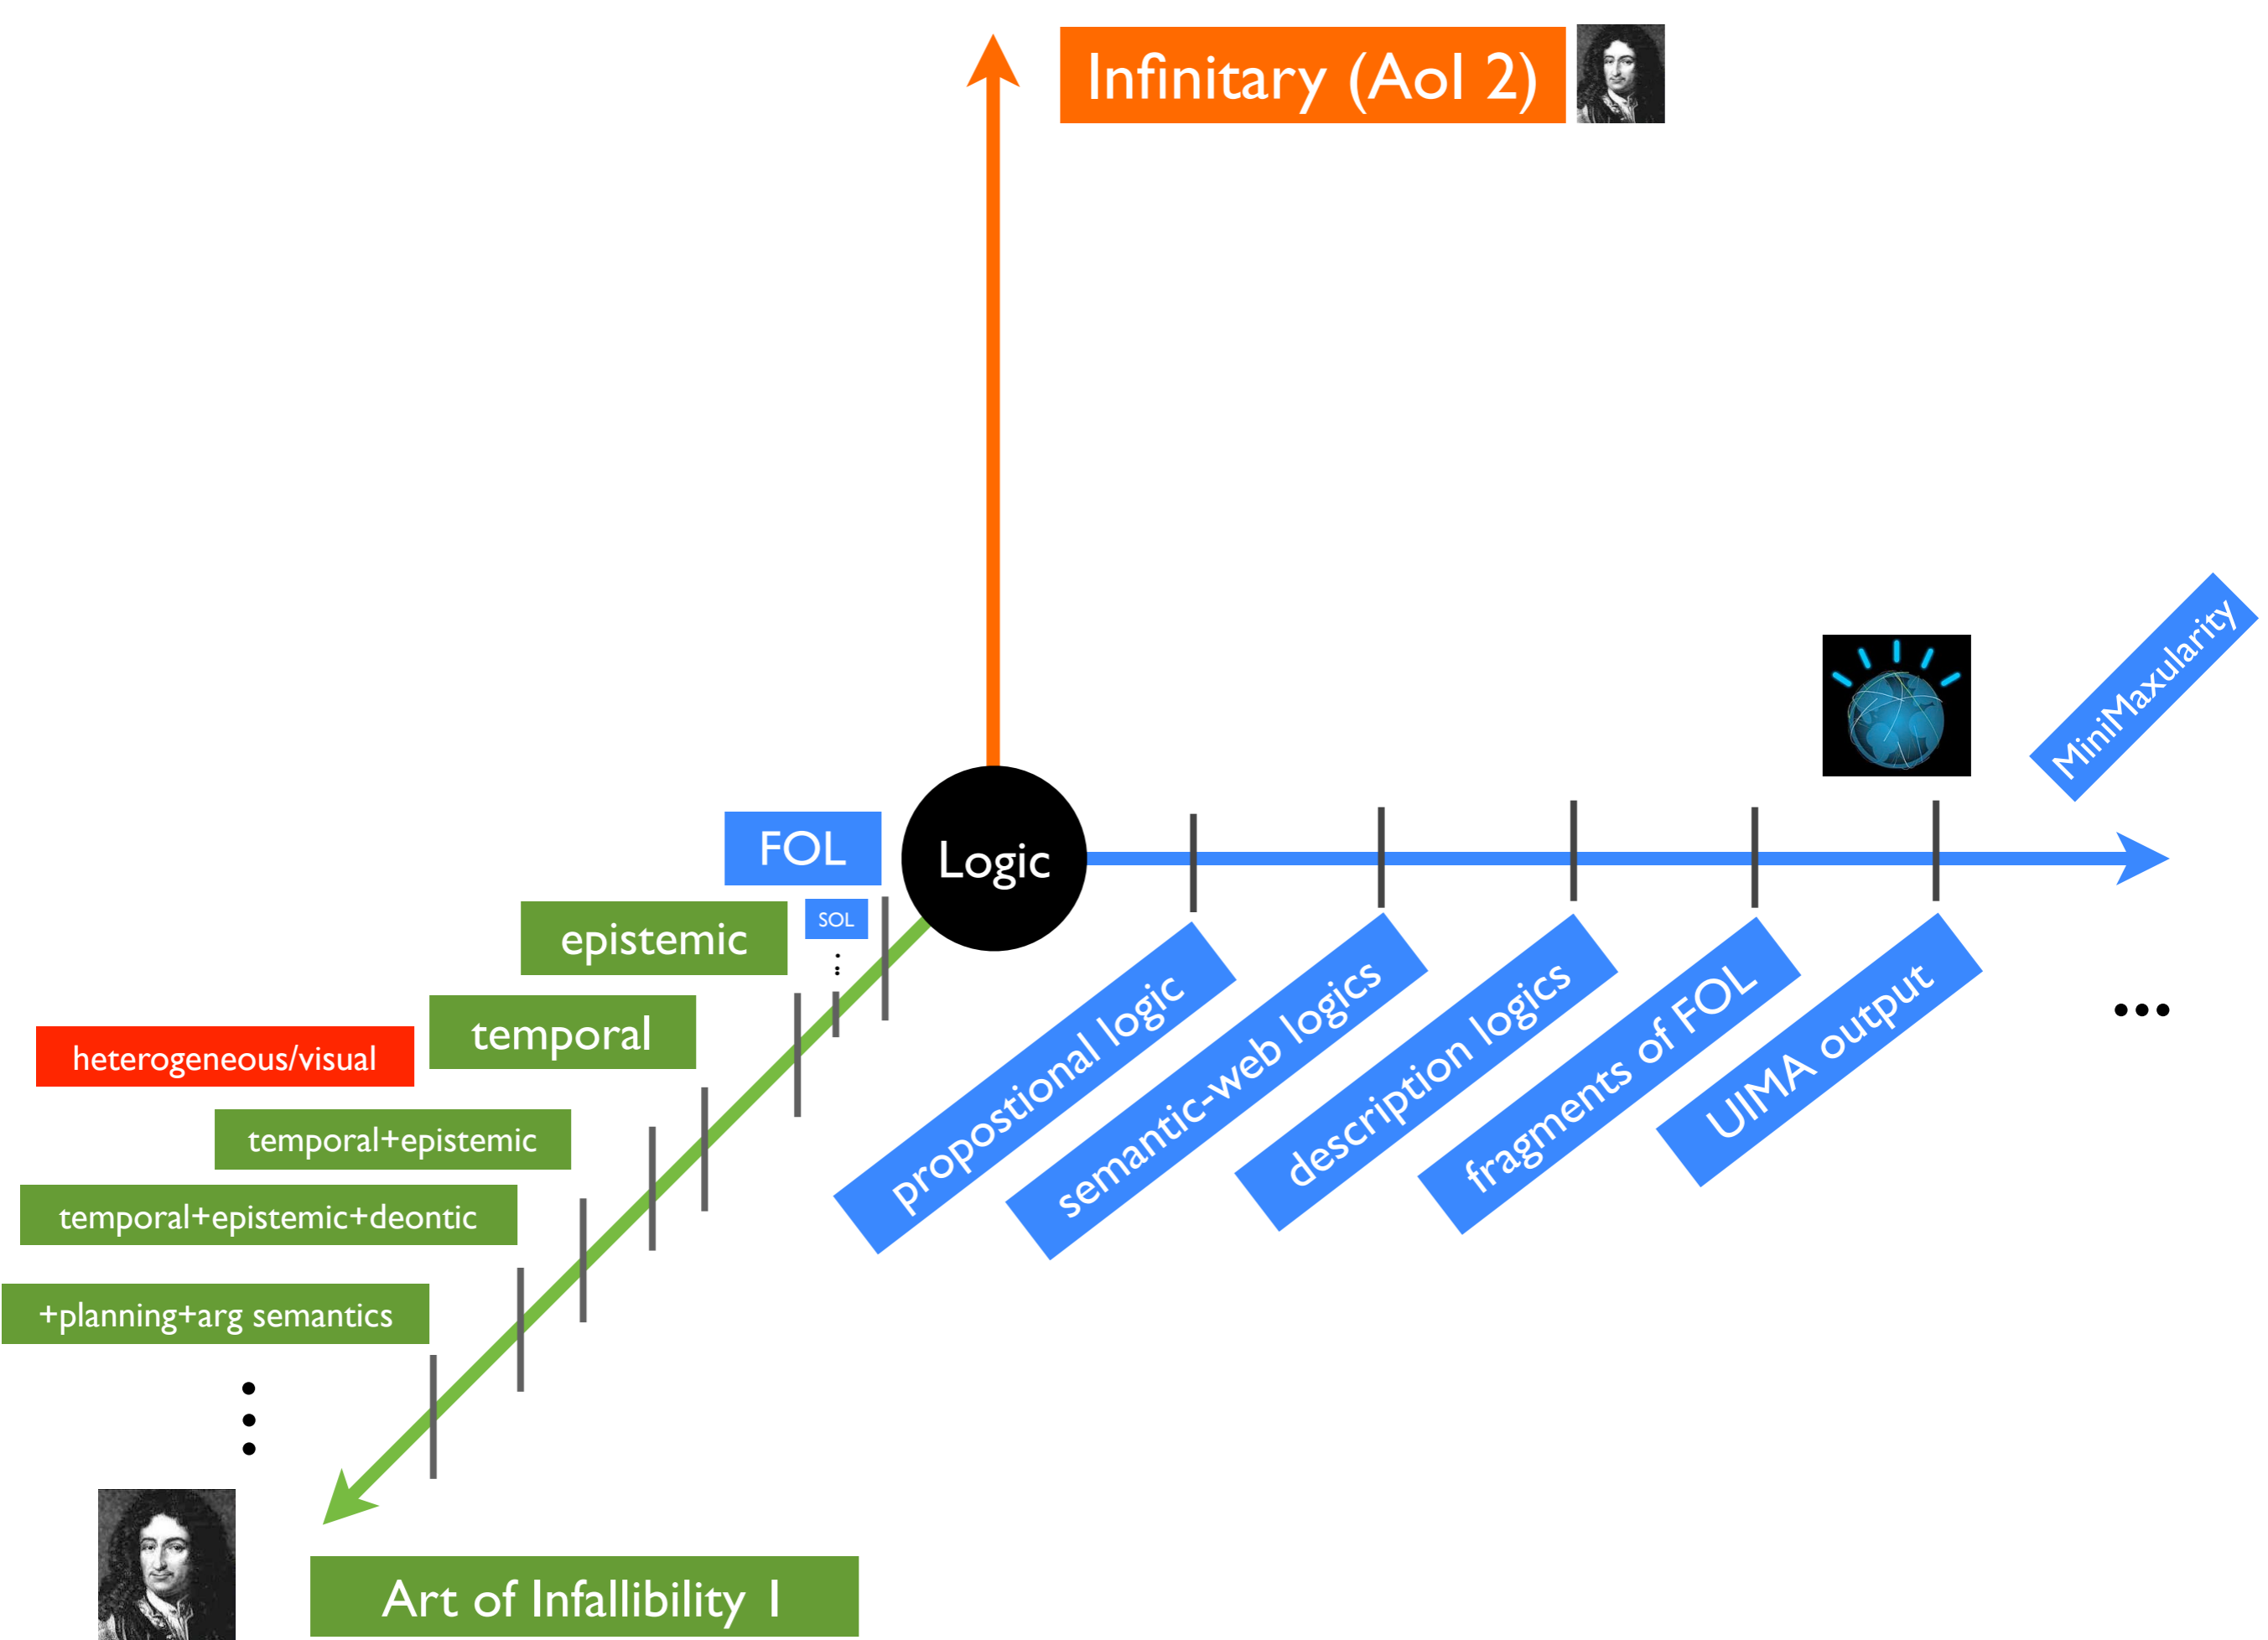 Infinitary (AoI 2)
MiniMaxularity
FOL
Logic
SOL
epistemic
temporal
heterogeneous/visual
temporal+epistemic
temporal+epistemic+deontic
+planning+arg semantics
propostional logic
semantic-web logics
description logics
fragments of FOL
UIMA output
...
Art of Infallibility 1